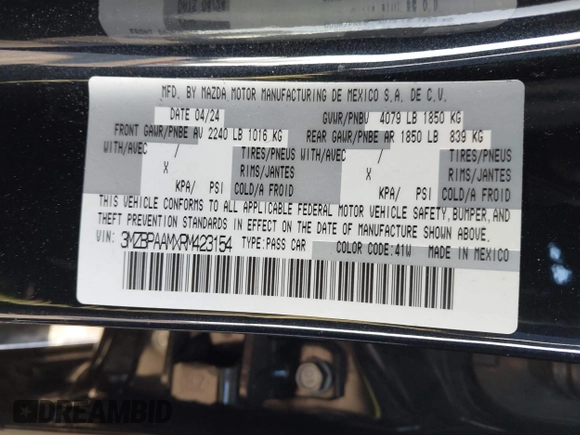 MFD. BY MAZDA MOTOR MANUFACTURING DE MEXICO S.A. DE C.V.
DATE 04/24 GVWR/PNBV 4079 LB 1850 KG
FRONT GAWR/PNBE AV 2240 LB 1016 KG REAR GAWR/PNBE AR 1850 LB 839 KG
WITH/AVEC / TIRES/PNEUS WITH/AVEC / TIRES/PNEUS
X RIMS/JANTES X RIMS/JANTES
KPA/ PSI COLD/A FROID KPA/ PSI COLD/A FROID
THIS VEHICLE CONFORMS TO ALL APPLICABLE FEDERAL MOTOR VEHICLE SAFETY, BUMPER, AND
THEFT PREVENTION STANDARDS IN EFFECT ON THE DATE OF MANUFACTURE SHOWN ABOVE.
VIN: 3MZBPAAMXRM423154 TYPE: PASS CAR COLOR CODE: 41W MADE IN MEXICO
DREAMBID